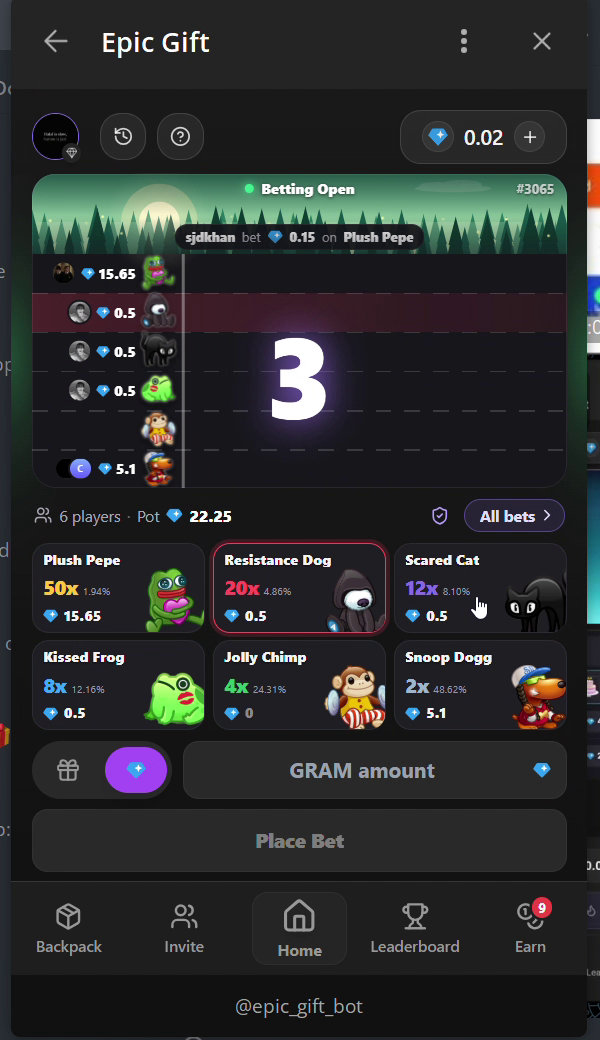 Epic Gift
0.02
Betting Open
#3065
sjdkhan bet 0.15 on Plush Pepe
15.65
0.5
0.5
0.5
C 5.1
3
6 players · Pot 22.25
All bets
Plush Pepe
50x 1.94%
15.65
Resistance Dog
20x 4.86%
0.5
Scared Cat
12x 8.10%
0.5
Kissed Frog
8x 12.16%
0.5
Jolly Chimp
4x 24.31%
0
Snoop Dogg
2x 48.62%
5.1
GRAM amount
Place Bet
9
Backpack
Invite
Home
Leaderboard
Earn
@epic_gift_bot